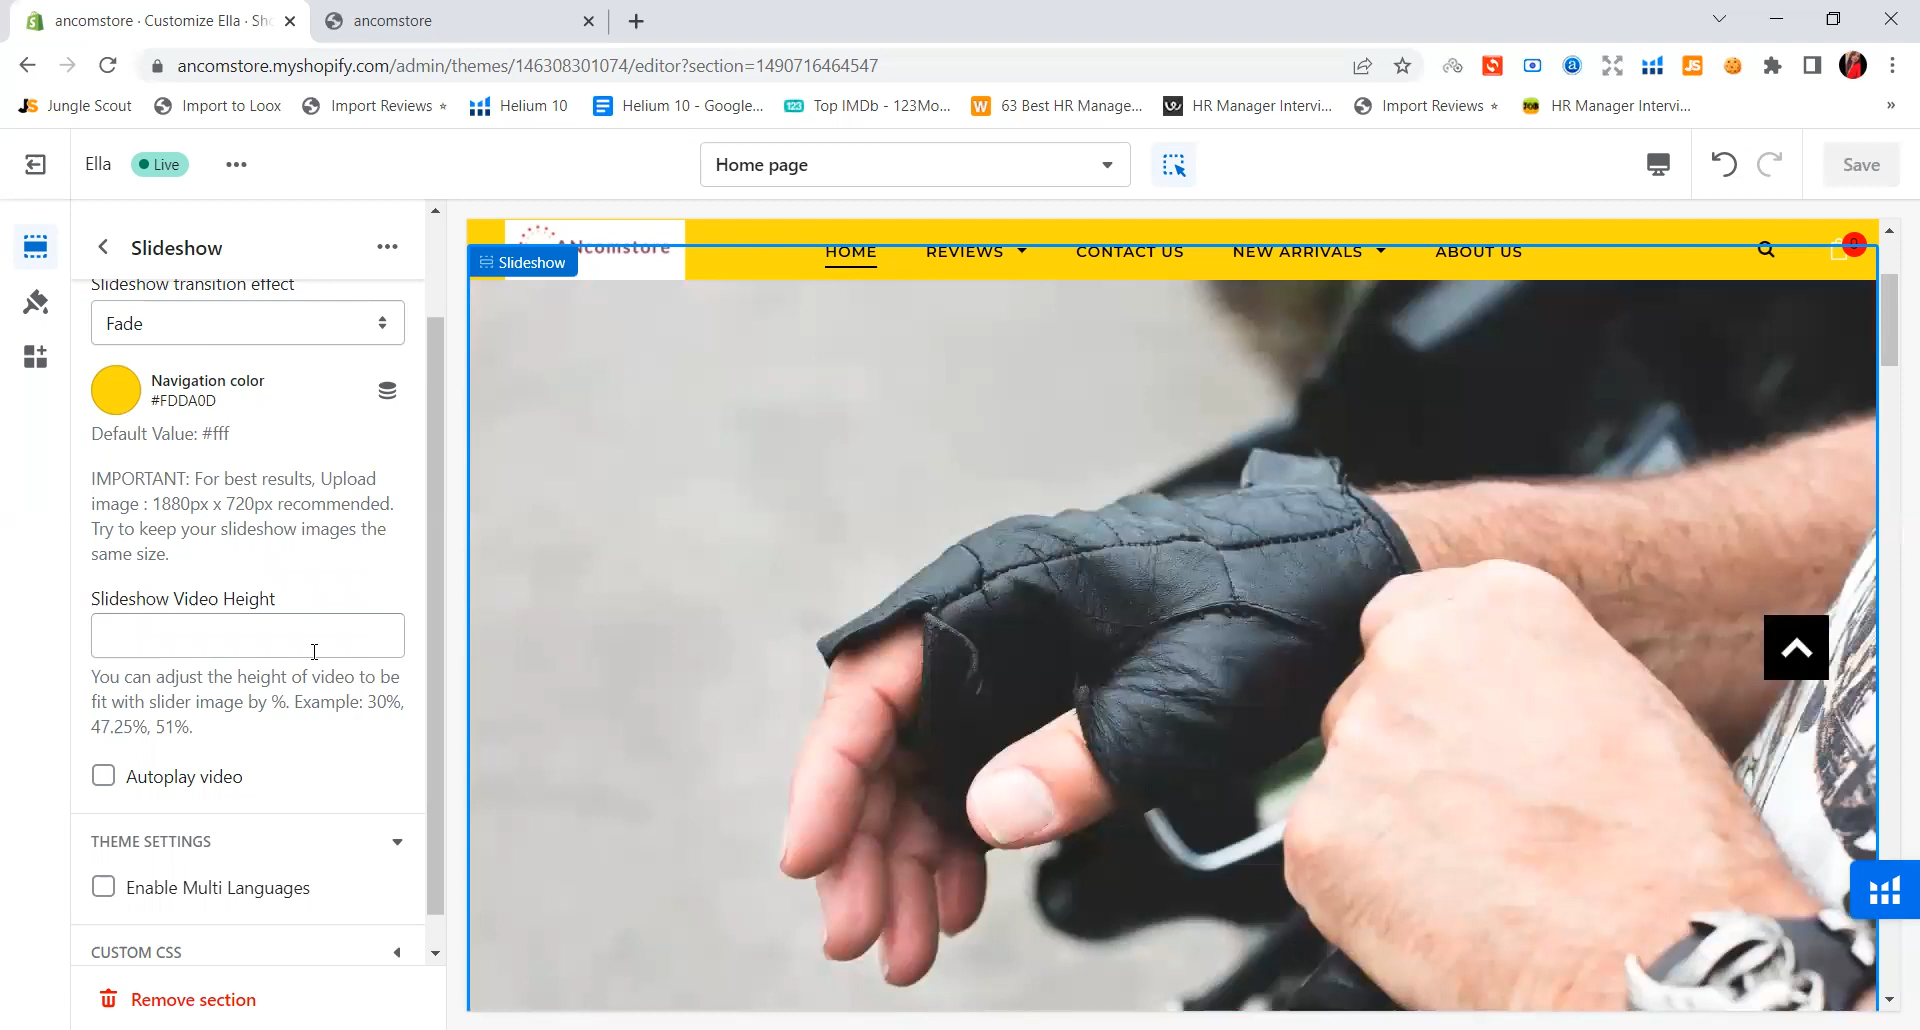 ancomstore · Customize Ella · Sh
ancomstore
ancomstore.myshopify.com/admin/themes/146308301074/editor?section=1490716464547
Jungle Scout
Import to Loox
Import Reviews
Helium 10
Helium 10 - Google...
Top IMDb - 123Mo...
63 Best HR Manage...
HR Manager Intervi...
Import Reviews
HR Manager Intervi...
Ella
Live
Home page
Save
Slideshow
Slideshow transition effect
Fade
Navigation color
#FDDA0D
Default Value: #fff
IMPORTANT: For best results, Upload
image : 1880px x 720px recommended.
Try to keep your slideshow images the
same size.
Slideshow Video Height
You can adjust the height of video to be
fit with slider image by %. Example: 30%,
47.25%, 51%.
Autoplay video
THEME SETTINGS
Enable Multi Languages
CUSTOM CSS
Remove section
ANcomstore
HOME
REVIEWS
CONTACT US
NEW ARRIVALS
ABOUT US
0
Slideshow